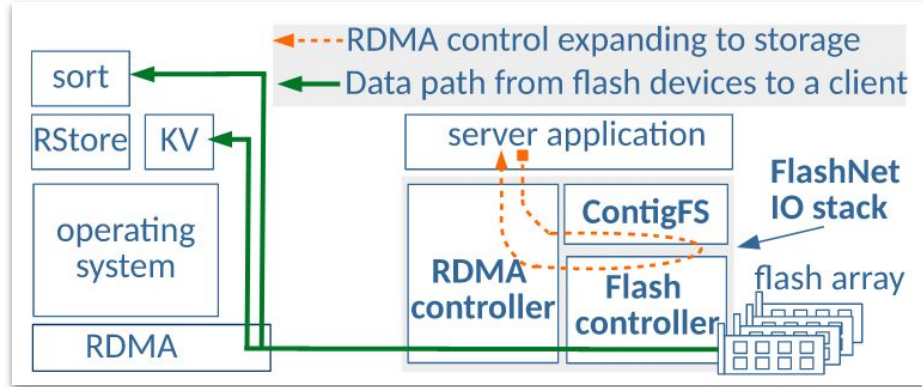 RDMA control expanding to storage
Data path from flash devices to a client
sort
RStore
KV
operating
system
RDMA
server application
ContigFS
RDMA
controller
Flash
controller
FlashNet
IO stack
flash array